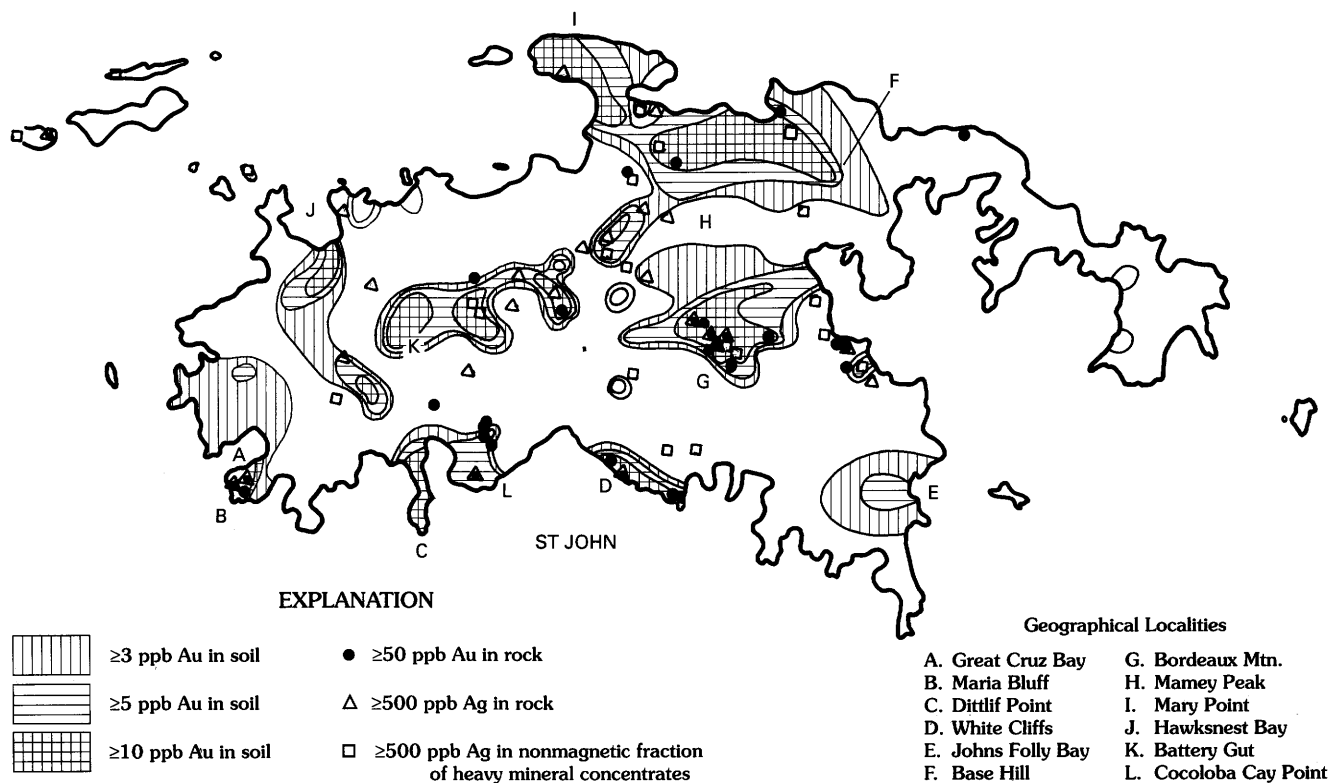 I
F
J
H
K
G
A
B
C
L
D
E
ST JOHN
EXPLANATION
≥3 ppb Au in soil
≥5 ppb Au in soil
≥10 ppb Au in soil
≥50 ppb Au in rock
≥500 ppb Ag in rock
≥500 ppb Ag in nonmagnetic fraction
of heavy mineral concentrates
Geographical Localities
A. Great Cruz Bay
B. Maria Bluff
C. Dittlif Point
D. White Cliffs
E. Johns Folly Bay
F. Base Hill
G. Bordeaux Mtn.
H. Mamey Peak
I. Mary Point
J. Hawksnest Bay
K. Battery Gut
L. Cocoloba Cay Point